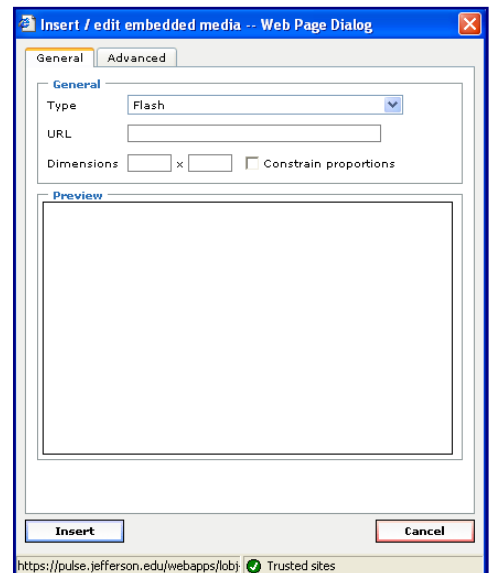 Insert / edit embedded media -- Web Page Dialog
General Advanced
General
Type Flash
URL
Dimensions x Constrain proportions
Preview
Insert Cancel
https://pulse.jefferson.edu/webapps/lobj Trusted sites